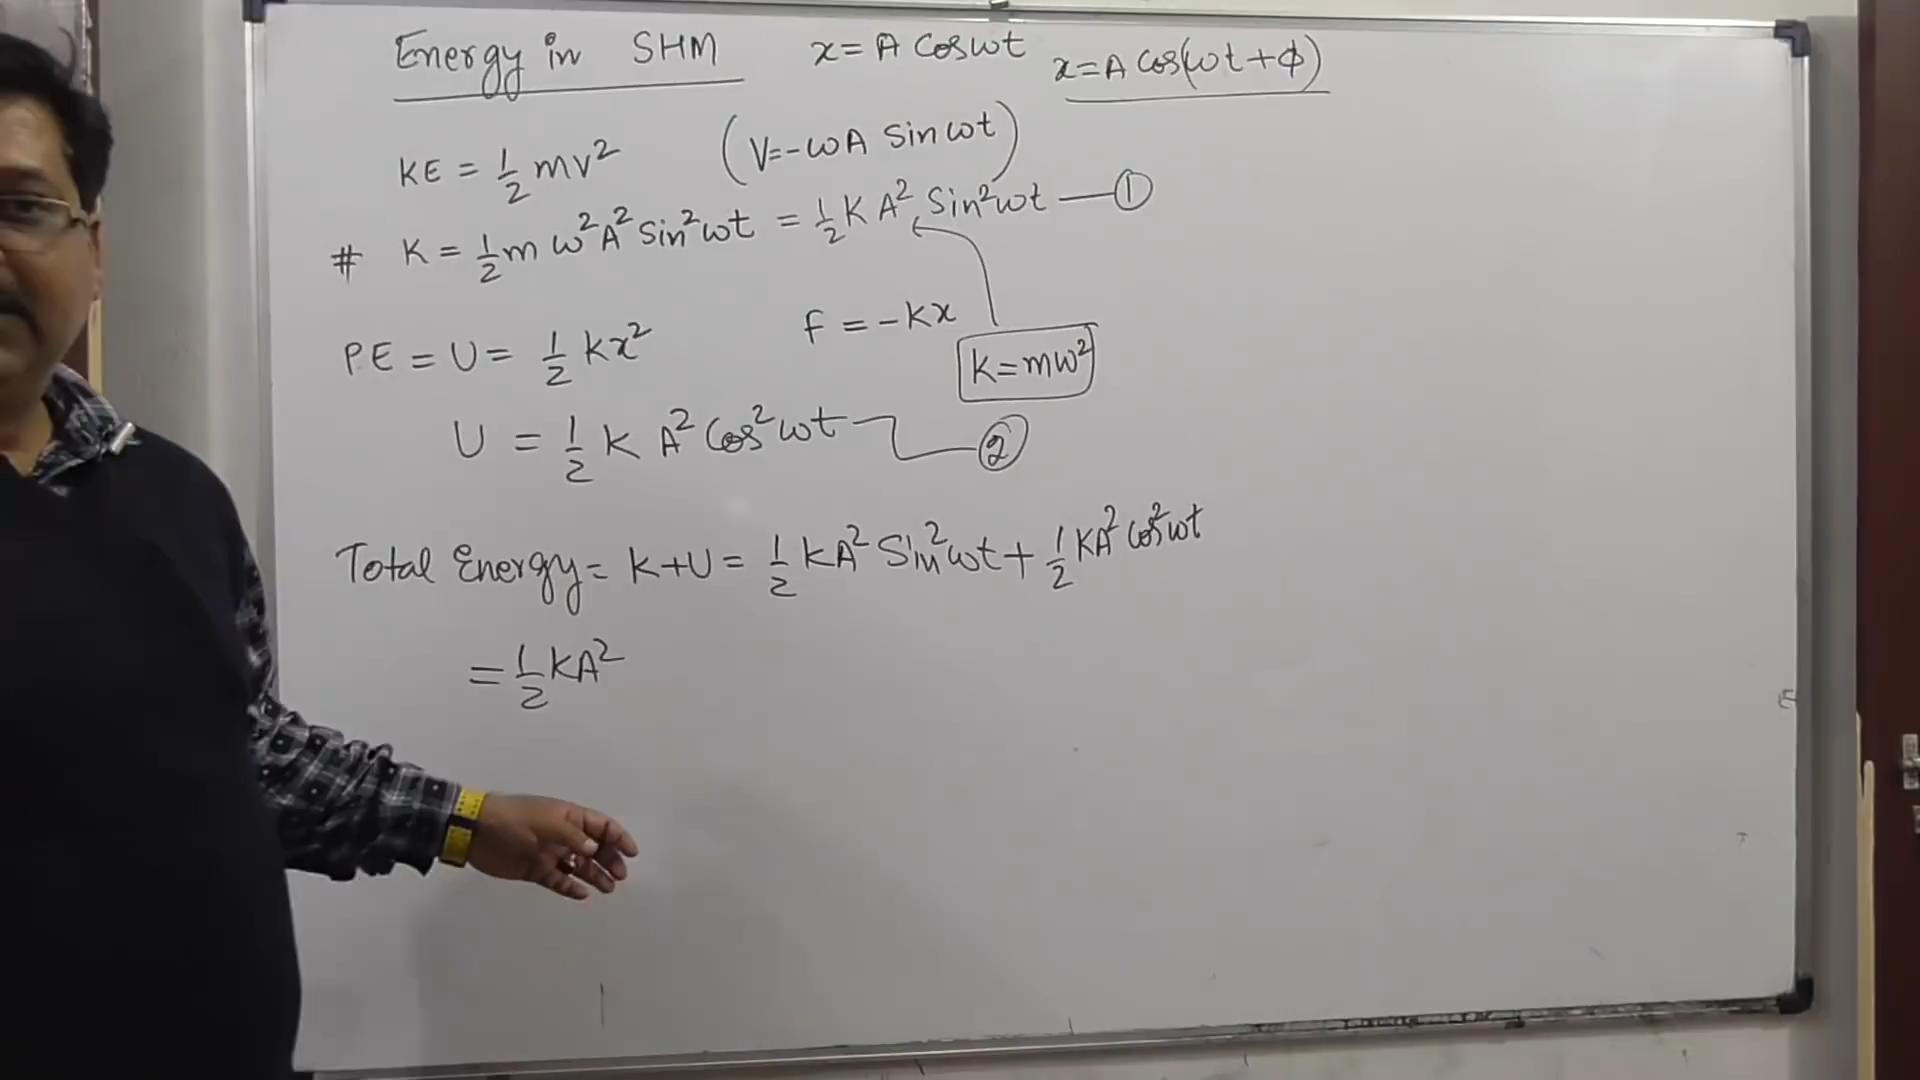 Energy in SHM x = A Cosωt x = A Cos(ωt + ϕ)
KE = 1/2 mv² (V = -ωA Sin ωt)
# K = 1/2 m ω²A² Sin²ωt = 1/2 K A² Sin²ωt — ①
PE = U = 1/2 kx² F = -kx
K = mω²
U = 1/2 K A² Cos²ωt — ②
Total Energy = K+U = 1/2 KA² Sin²ωt + 1/2 KA² cos²ωt
= 1/2 KA²